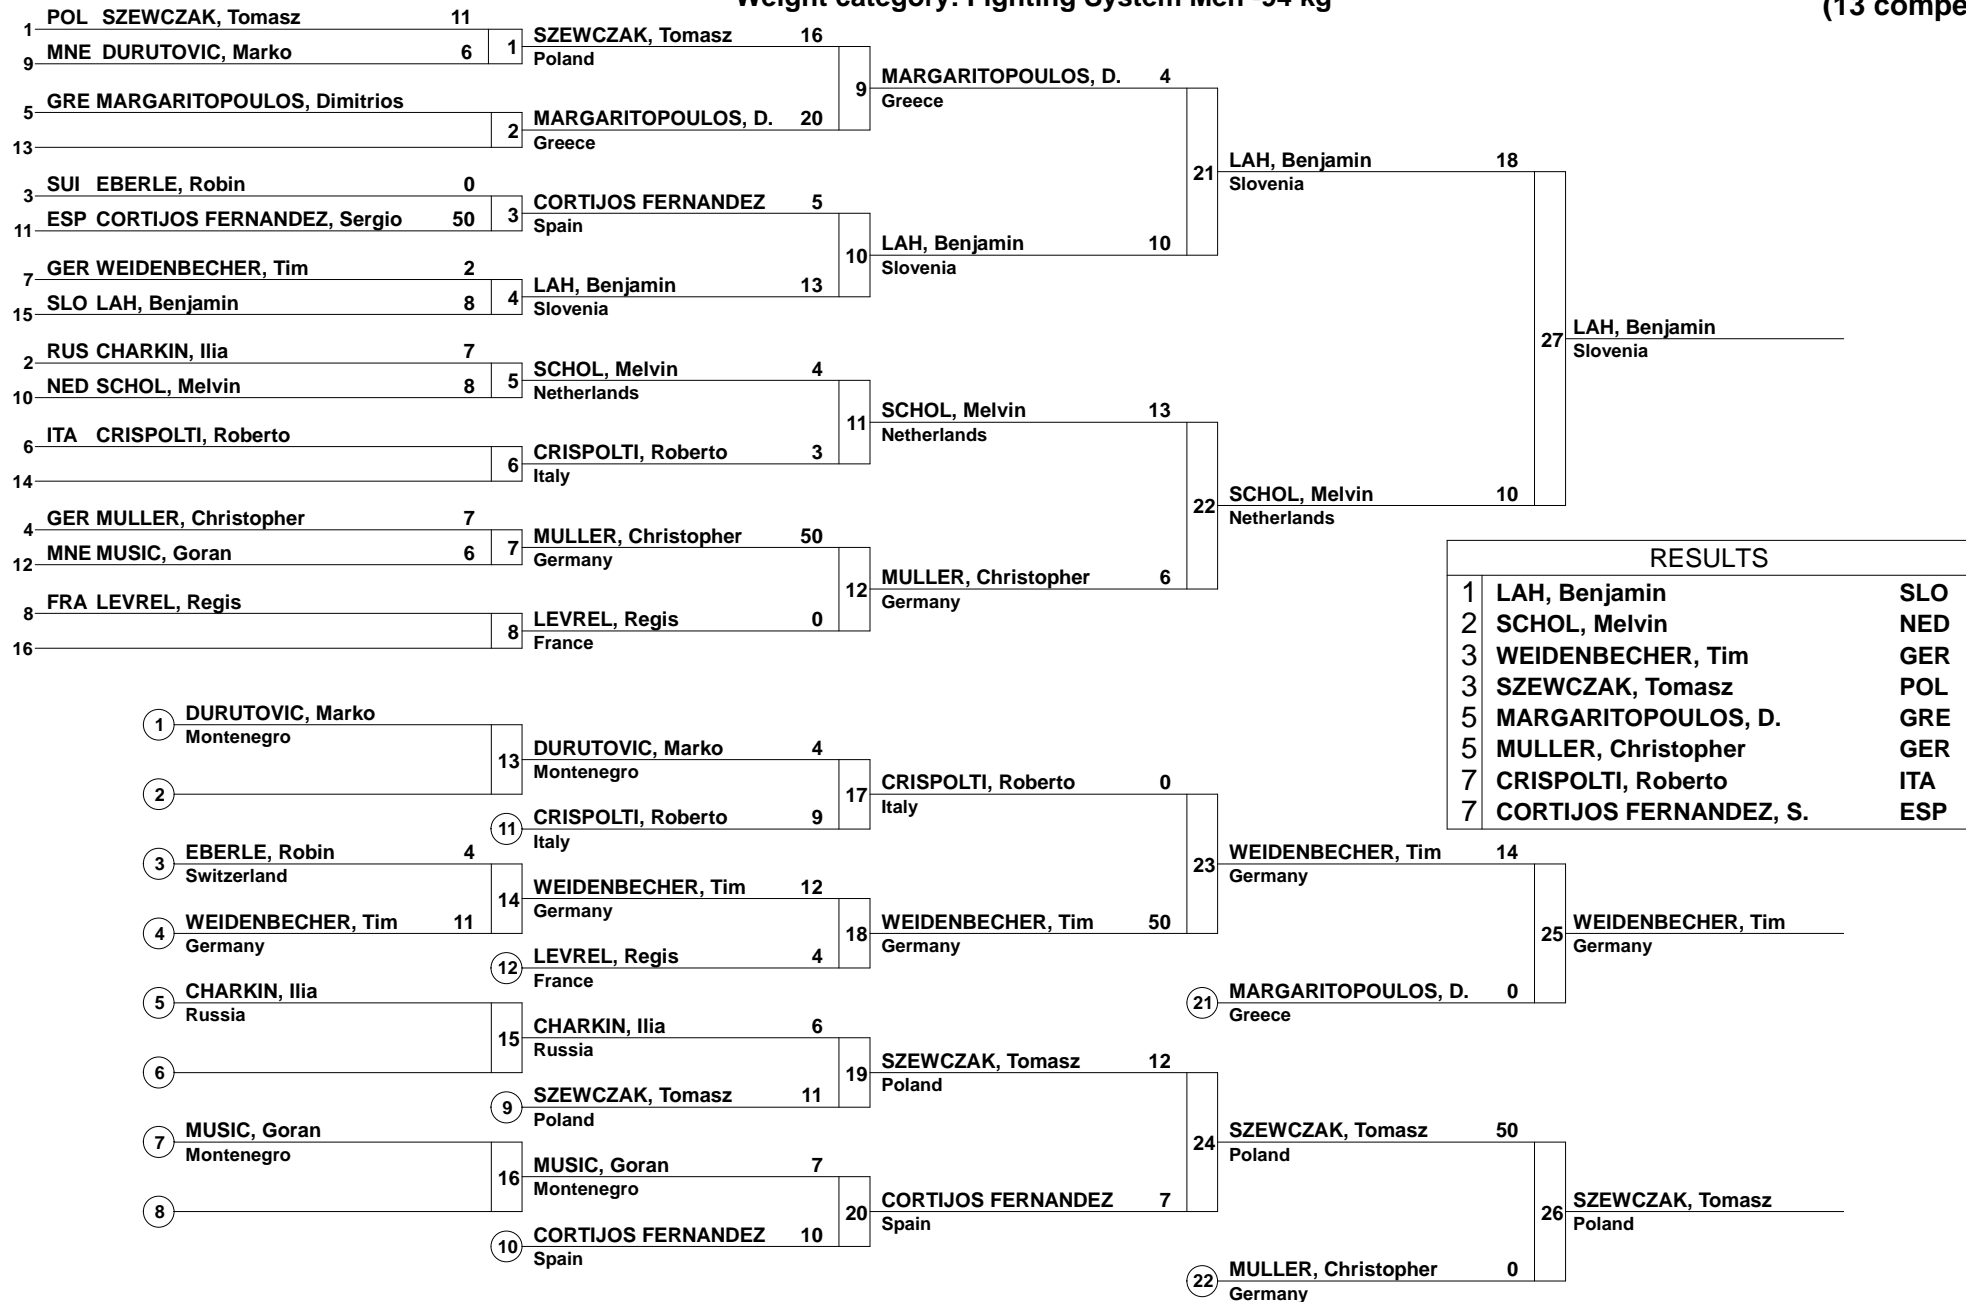 Weight category: Fighting System Men -94 kg
(13 compe
1 POL SZEWCZAK, Tomasz 11
9 MNE DURUTOVIC, Marko 6
1
SZEWCZAK, Tomasz 16
Poland
5 GRE MARGARITOPOULOS, Dimitrios
13
2
MARGARITOPOULOS, D. 20
Greece
9
MARGARITOPOULOS, D. 4
Greece
3 SUI EBERLE, Robin 0
11 ESP CORTIJOS FERNANDEZ, Sergio 50
3
CORTIJOS FERNANDEZ 5
Spain
7 GER WEIDENBECHER, Tim 2
15 SLO LAH, Benjamin 8
4
LAH, Benjamin 13
Slovenia
10
LAH, Benjamin 10
Slovenia
21
LAH, Benjamin 18
Slovenia
2 RUS CHARKIN, Ilia 7
10 NED SCHOL, Melvin 8
5
SCHOL, Melvin 4
Netherlands
6 ITA CRISPOLTI, Roberto
14
6
CRISPOLTI, Roberto 3
Italy
11
SCHOL, Melvin 13
Netherlands
4 GER MULLER, Christopher 7
12 MNE MUSIC, Goran 6
7
MULLER, Christopher 50
Germany
8 FRA LEVREL, Regis
16
8
LEVREL, Regis 0
France
12
MULLER, Christopher 6
Germany
22
SCHOL, Melvin 10
Netherlands
27
LAH, Benjamin
Slovenia
RESULTS
1 LAH, Benjamin SLO
2 SCHOL, Melvin NED
3 WEIDENBECHER, Tim GER
3 SZEWCZAK, Tomasz POL
5 MARGARITOPOULOS, D. GRE
5 MULLER, Christopher GER
7 CRISPOLTI, Roberto ITA
7 CORTIJOS FERNANDEZ, S. ESP
1 DURUTOVIC, Marko
Montenegro
2
13
DURUTOVIC, Marko 4
Montenegro
11 CRISPOLTI, Roberto 9
Italy
17
CRISPOLTI, Roberto 0
Italy
3 EBERLE, Robin 4
Switzerland
4 WEIDENBECHER, Tim 11
Germany
14
WEIDENBECHER, Tim 12
Germany
12 LEVREL, Regis 4
France
18
WEIDENBECHER, Tim 50
Germany
23
WEIDENBECHER, Tim 14
Germany
21 MARGARITOPOULOS, D. 0
Greece
25
WEIDENBECHER, Tim
Germany
5 CHARKIN, Ilia
Russia
6
15
CHARKIN, Ilia 6
Russia
9 SZEWCZAK, Tomasz 11
Poland
19
SZEWCZAK, Tomasz 12
Poland
7 MUSIC, Goran
Montenegro
8
16
MUSIC, Goran 7
Montenegro
10 CORTIJOS FERNANDEZ 10
Spain
20
CORTIJOS FERNANDEZ 7
Spain
24
SZEWCZAK, Tomasz 50
Poland
22 MULLER, Christopher 0
Germany
26
SZEWCZAK, Tomasz
Poland